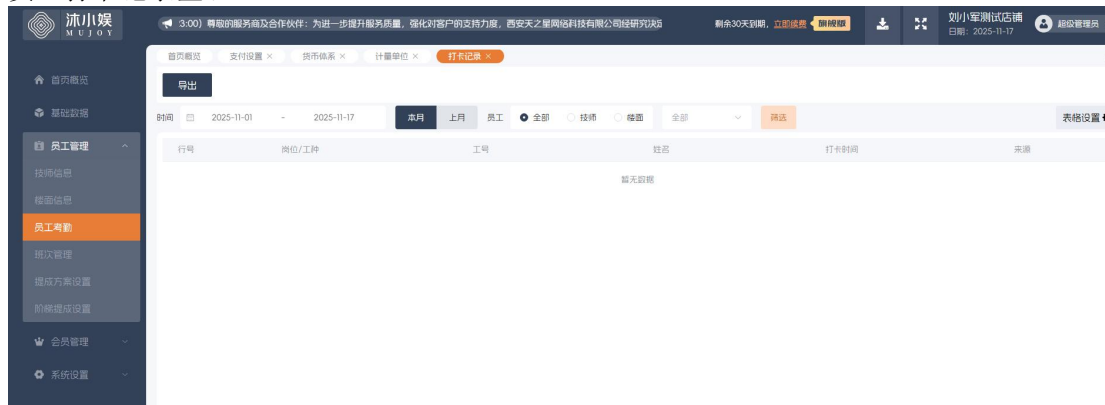 沐小娱
MUJOY
3:00）尊敬的服务商及合作伙伴：为进一步提升服务质量，强化对客户的支持力度，西安天之星网络科技有限公司经研究决定
剩余30天到期，立即续费 旗舰版
刘小军测试店铺
日期：2025-11-17
超级管理员
首页概览 支付设置 × 货币体系 × 计量单位 × 打卡记录 ×
首页概览
基础数据
员工管理
技师信息
楼面信息
员工考勤
班次管理
提成方案设置
阶梯提成设置
会员管理
系统设置
导出
时间 2025-11-01 - 2025-11-17 本月 上月 员工 全部 技师 楼面 全部 筛选 表格设置
行号 岗位/工种 工号 姓名 打卡时间 来源
暂无数据